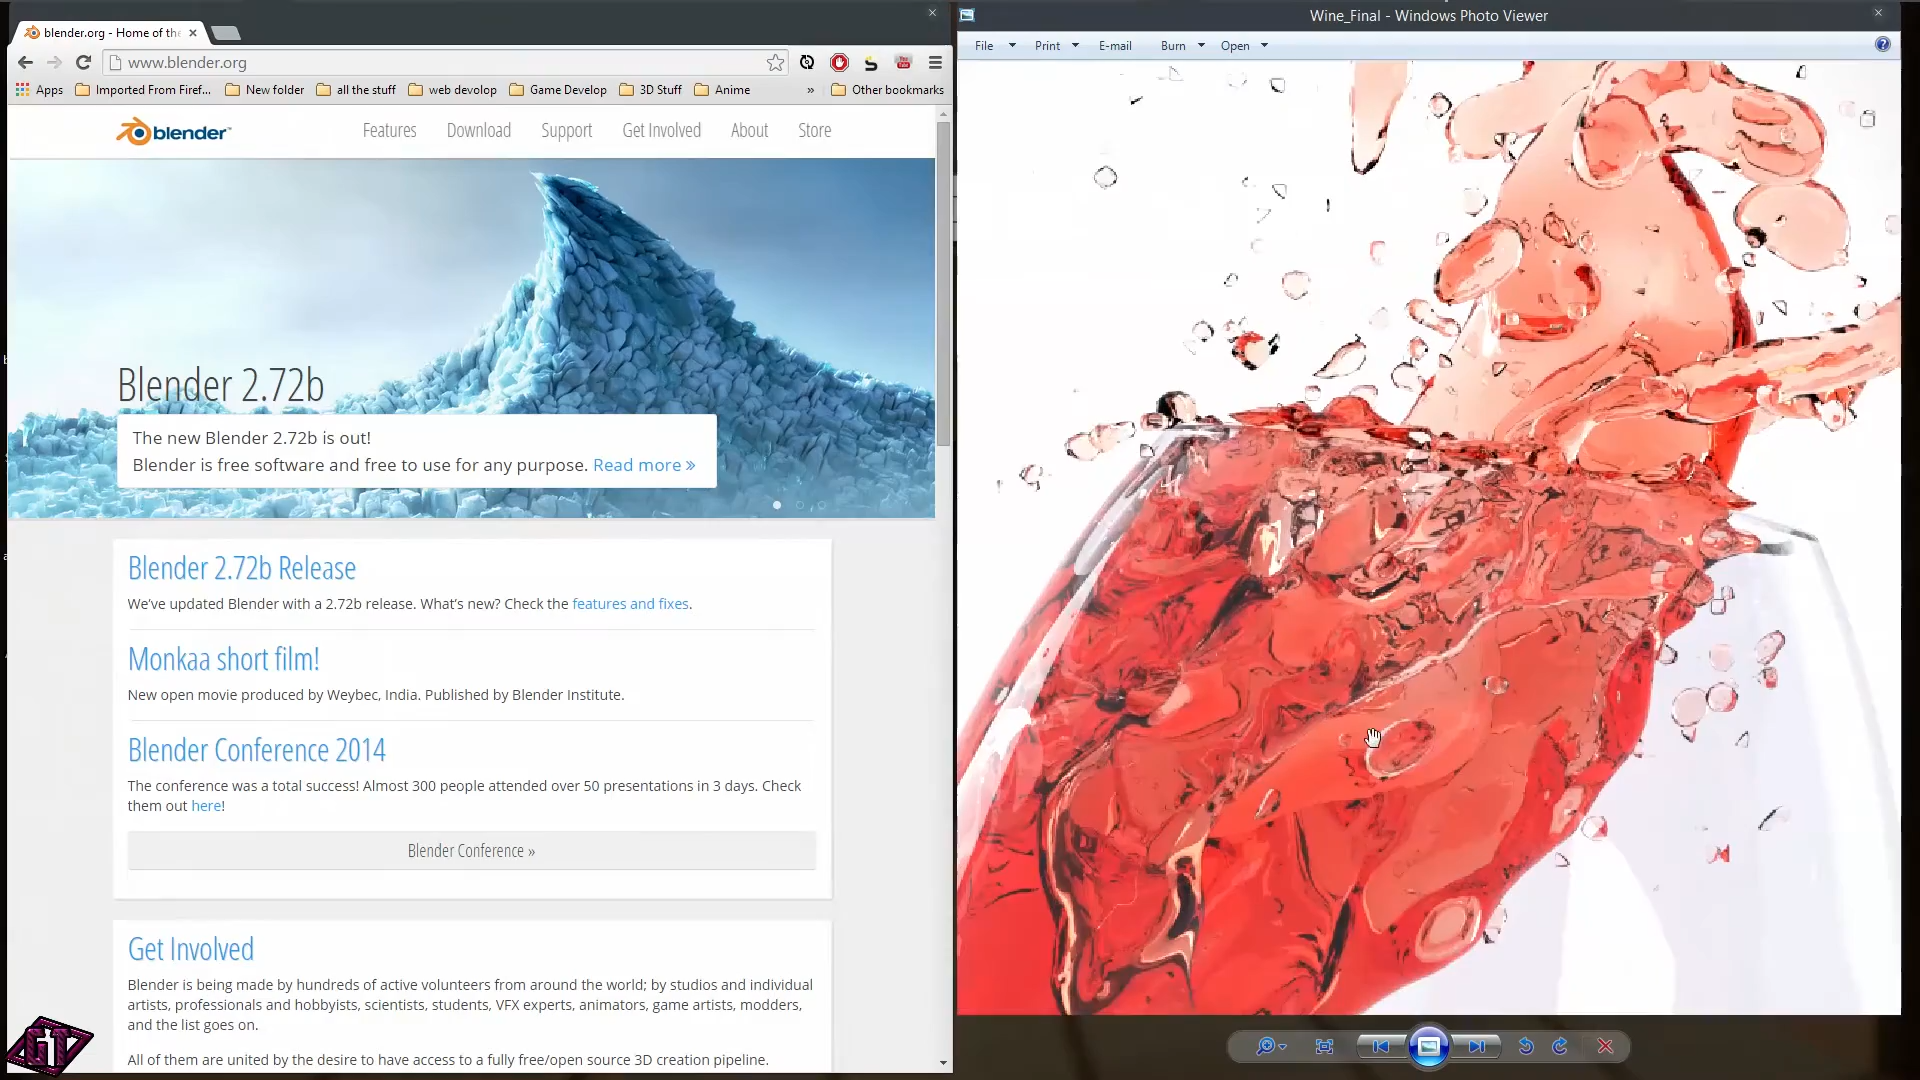 blender.org - Home of the
www.blender.org
Apps Imported From Firef... New folder all the stuff web devolop Game Develop 3D Stuff Anime » Other bookmarks
blender Features Download Support Get Involved About Store
Blender 2.72b
The new Blender 2.72b is out!
Blender is free software and free to use for any purpose. Read more »
Blender 2.72b Release
We've updated Blender with a 2.72b release. What's new? Check the features and fixes.
Monkaa short film!
New open movie produced by Weybec, India. Published by Blender Institute.
Blender Conference 2014
The conference was a total success! Almost 300 people attended over 50 presentations in 3 days. Check
them out here!
Blender Conference »
Get Involved
Blender is being made by hundreds of active volunteers from around the world; by studios and individual
artists, professionals and hobbyists, scientists, students, VFX experts, animators, game artists, modders,
and the list goes on.
All of them are united by the desire to have access to a fully free/open source 3D creation pipeline.
GT
Wine_Final - Windows Photo Viewer
File Print E-mail Burn Open